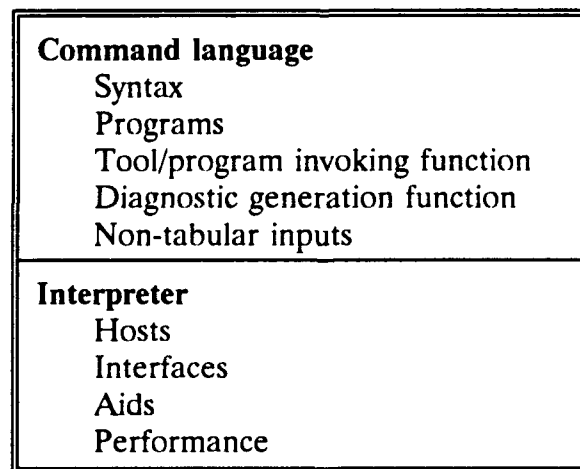 Command language
Syntax
Programs
Tool/program invoking function
Diagnostic generation function
Non-tabular inputs
Interpreter
Hosts
Interfaces
Aids
Performance